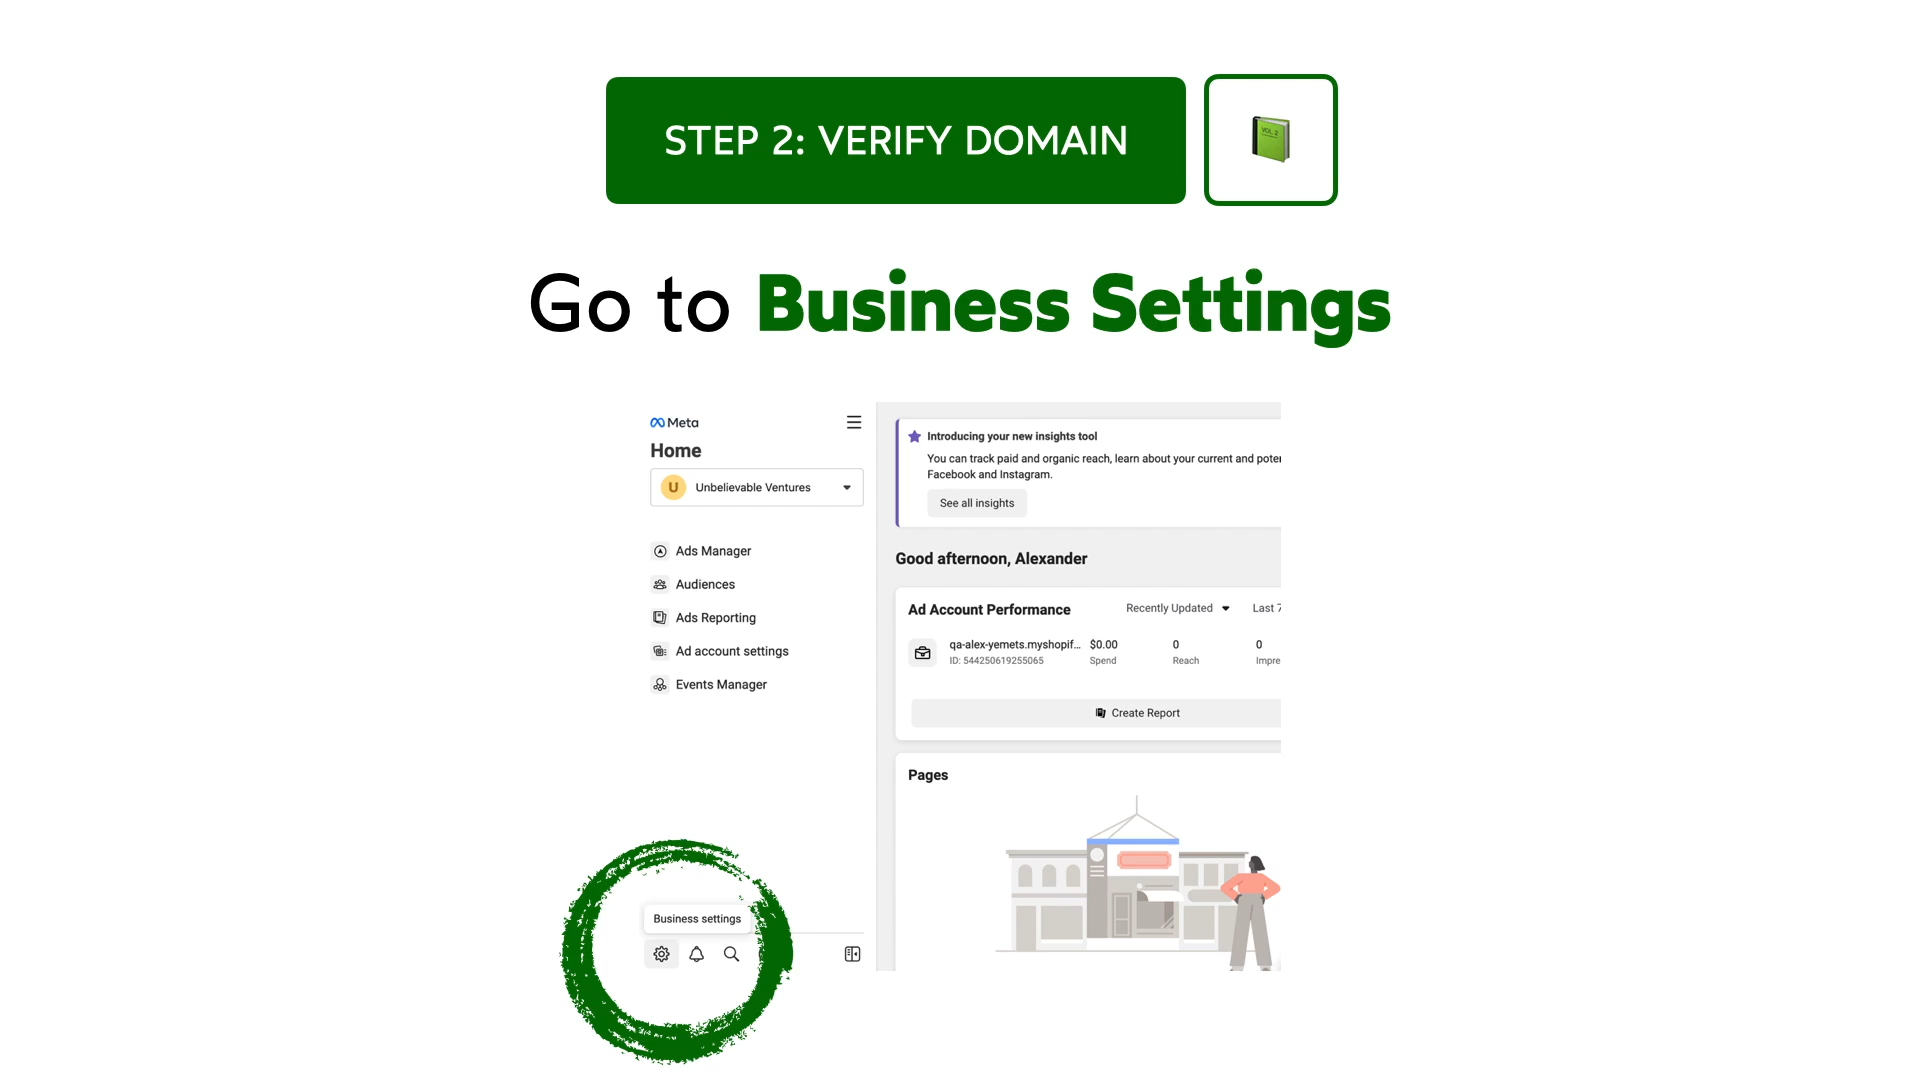 STEP 2: VERIFY DOMAIN
VOL. 2
Go to Business Settings
Meta
Home
U Unbelievable Ventures
Ads Manager
Audiences
Ads Reporting
Ad account settings
Events Manager
Business settings
Introducing your new insights tool
You can track paid and organic reach, learn about your current and poten
Facebook and Instagram.
See all insights
Good afternoon, Alexander
Ad Account Performance Recently Updated Last 7
qa-alex-yemets.myshopif... $0.00 0 0
ID: 544250619255065 Spend Reach Impre
Create Report
Pages